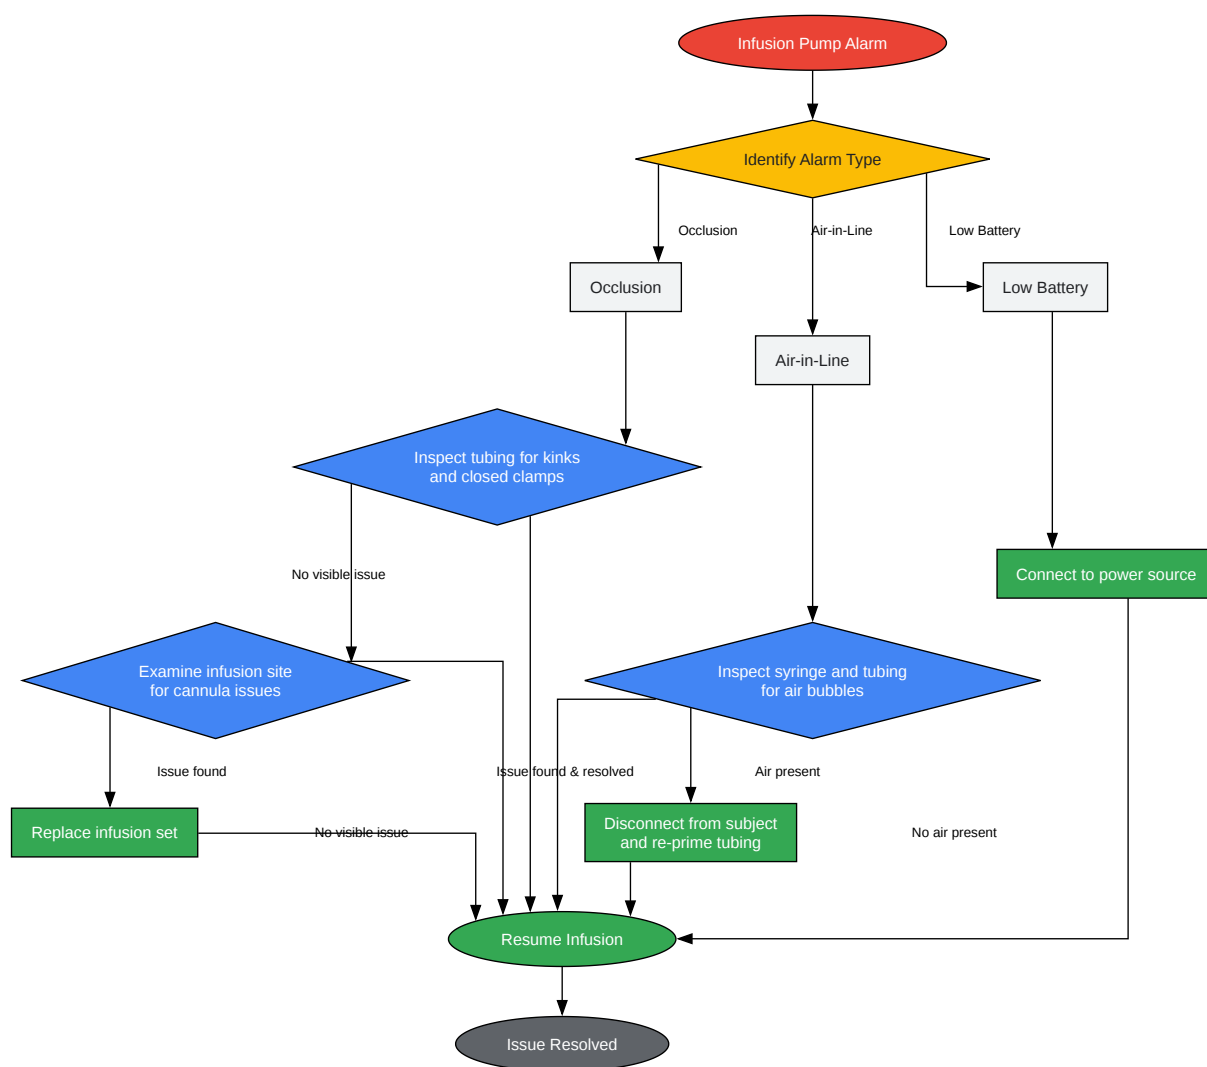 Infusion Pump Alarm
Identify Alarm Type
Occlusion
Air-in-Line
Low Battery
Occlusion
Low Battery
Air-in-Line
Inspect tubing for kinks
and closed clamps
No visible issue
Connect to power source
Examine infusion site
for cannula issues
Inspect syringe and tubing
for air bubbles
Issue found
Issue found & resolved
Air present
Replace infusion set
No visible issue
Disconnect from subject
and re-prime tubing
No air present
Resume Infusion
Issue Resolved